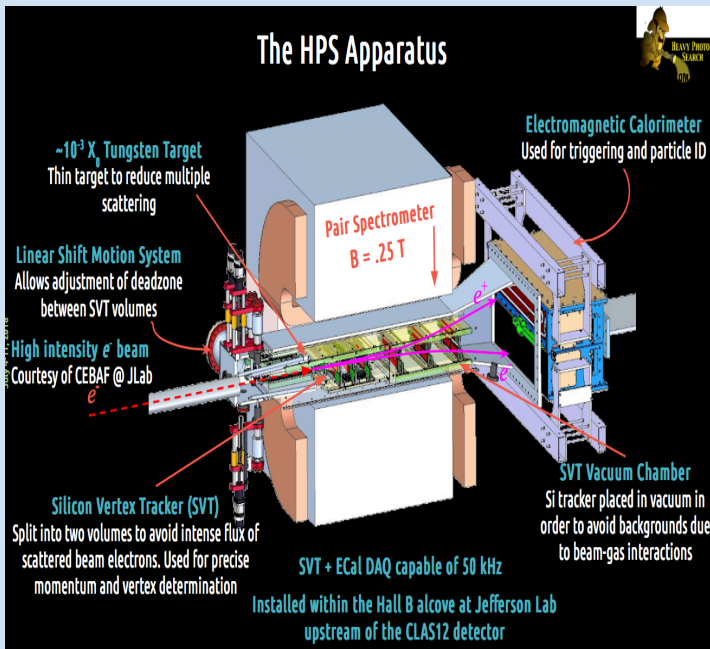 The HPS Apparatus
HEAVY PHOTON
SEARCH
~10⁻³ X₀ Tungsten Target
Thin target to reduce multiple
scattering
Electromagnetic Calorimeter
Used for triggering and particle ID
Pair Spectrometer
B = .25 T
Linear Shift Motion System
Allows adjustment of deadzone
between SVT volumes
High intensity e⁻ beam
Courtesy of CEBAF @ JLab
e⁻
e⁺
e⁻
SVT Vacuum Chamber
Si tracker placed in vacuum in
order to avoid backgrounds due
to beam-gas interactions
Silicon Vertex Tracker (SVT)
Split into two volumes to avoid intense flux of
scattered beam electrons. Used for precise
momentum and vertex determination
SVT + ECal DAQ capable of 50 kHz
Installed within the Hall B alcove at Jefferson Lab
upstream of the CLAS12 detector